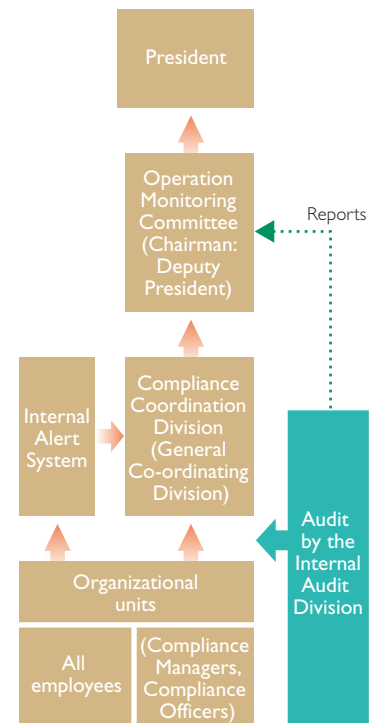 President
Operation
Monitoring
Committee
(Chairman:
Deputy
President)
Reports
Internal
Alert
System
Compliance
Coordination
Division
(General
Co-ordinating
Division)
Audit
by the
Internal
Audit
Division
Organizational
units
All
employees
(Compliance
Managers,
Compliance
Officers)